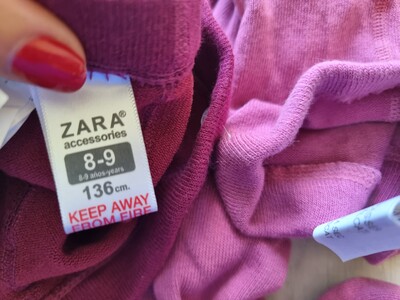 ZARA®
accessories
8-9
8-9 años-years
136 cm.
KEEP AWAY
FROM FIRE